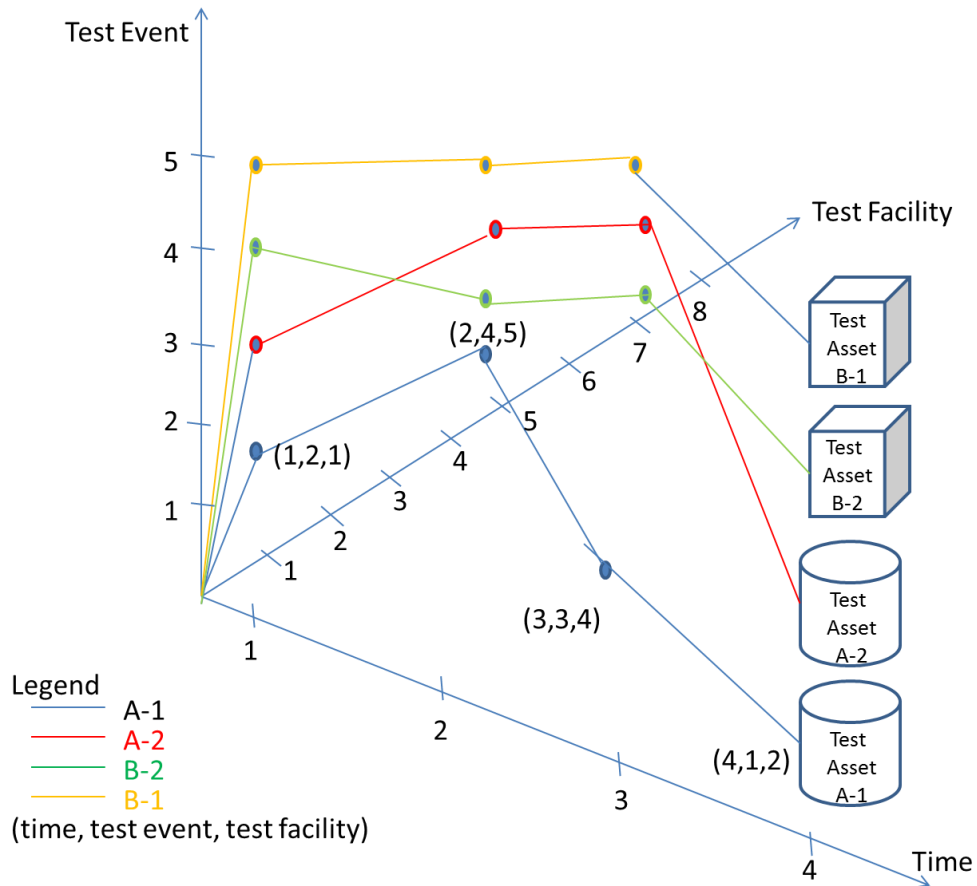 Test Event
5
4
3
2
1
Test Facility
8
7
6
5
4
3
2
1
(2,4,5)
(1,2,1)
(3,3,4)
(4,1,2)
Test
Asset
B-1
Test
Asset
B-2
Test
Asset
A-2
Test
Asset
A-1
1
2
3
4
Time
Legend
A-1
A-2
B-2
B-1
(time, test event, test facility)